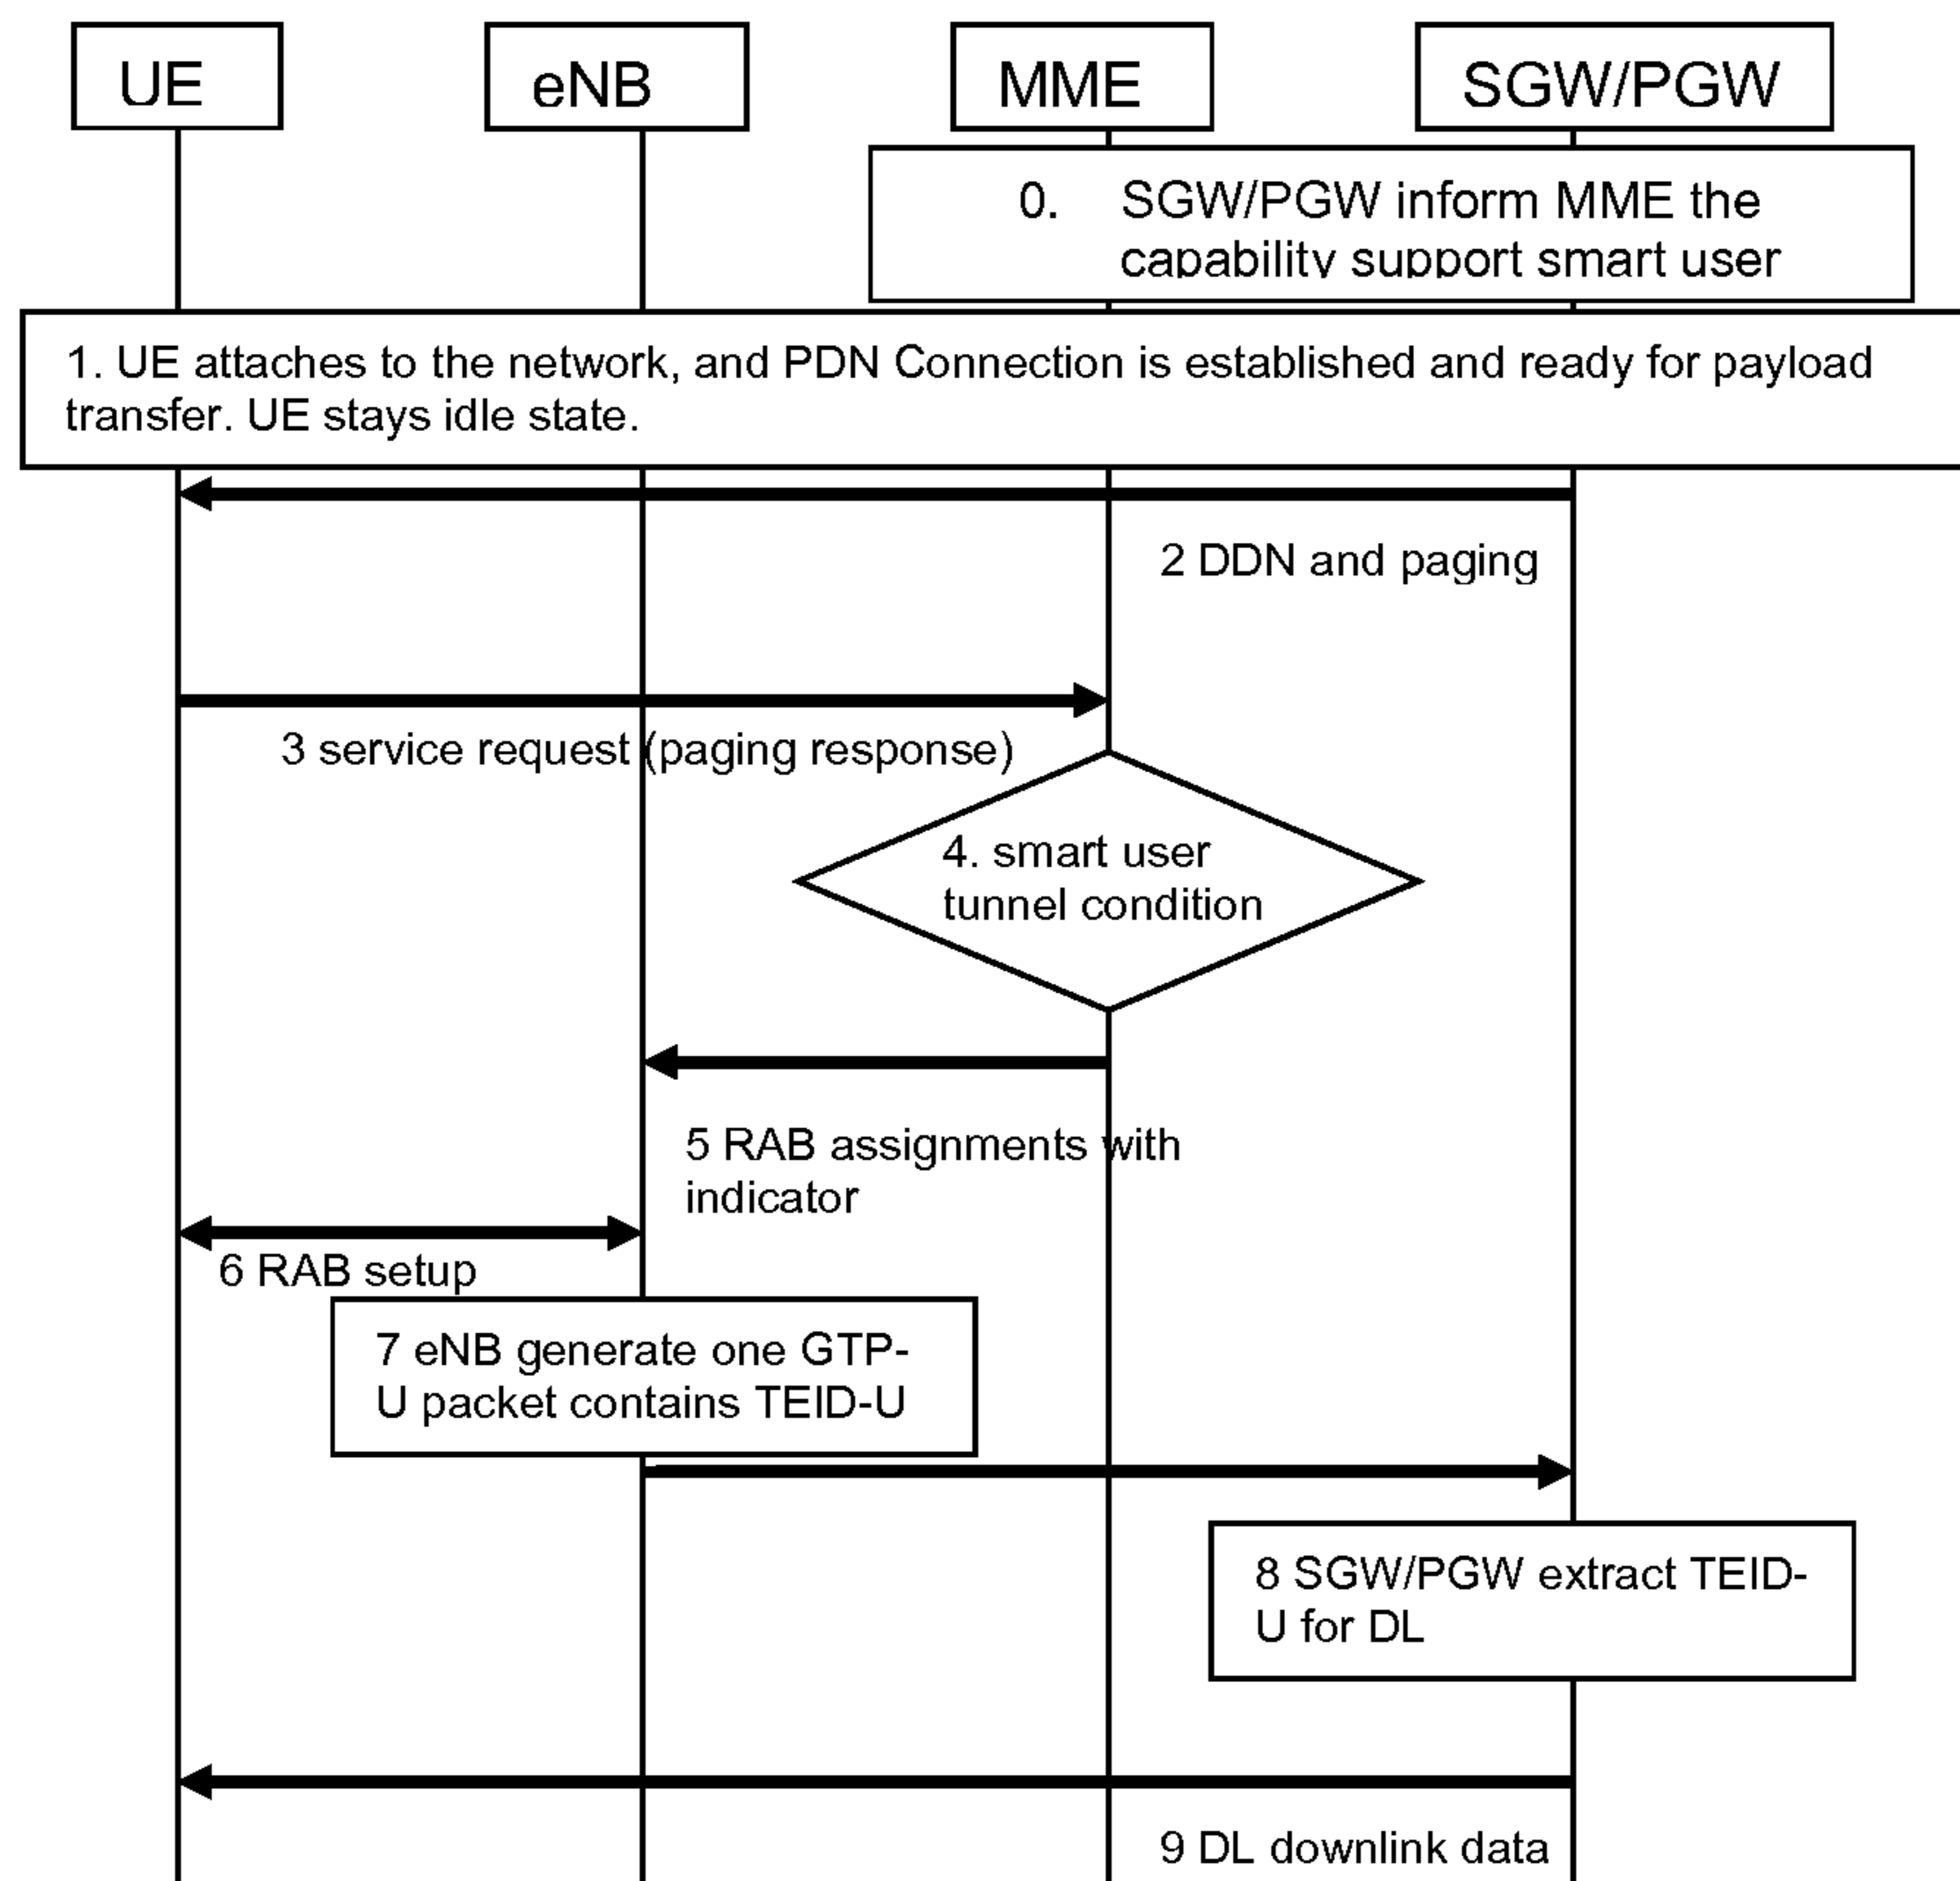 UE
eNB
MME
SGW/PGW
0. SGW/PGW inform MME the
capability support smart user
1. UE attaches to the network, and PDN Connection is established and ready for payload
transfer. UE stays idle state.
2 DDN and paging
3 service request (paging response)
4. smart user
tunnel condition
5 RAB assignments with
indicator
6 RAB setup
7 eNB generate one GTP-
U packet contains TEID-U
8 SGW/PGW extract TEID-
U for DL
9 DL downlink data